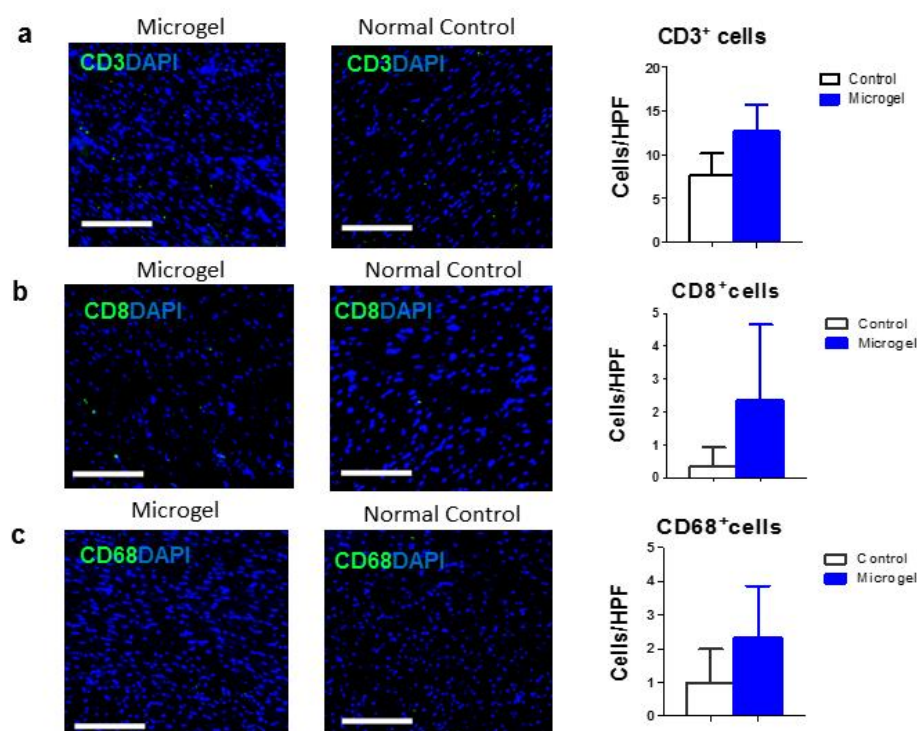 a
Microgel
Normal Control
CD3DAPI
CD3DAPI
CD3+ cells
Cells/HPF
20
15
10
5
0
Control
Microgel
b
Microgel
Normal Control
CD8DAPI
CD8DAPI
CD8+cells
Cells/HPF
5
4
3
2
1
0
Control
Microgel
c
Microgel
Normal Control
CD68DAPI
CD68DAPI
CD68+cells
Cells/HPF
5
4
3
2
1
0
Control
Microgel